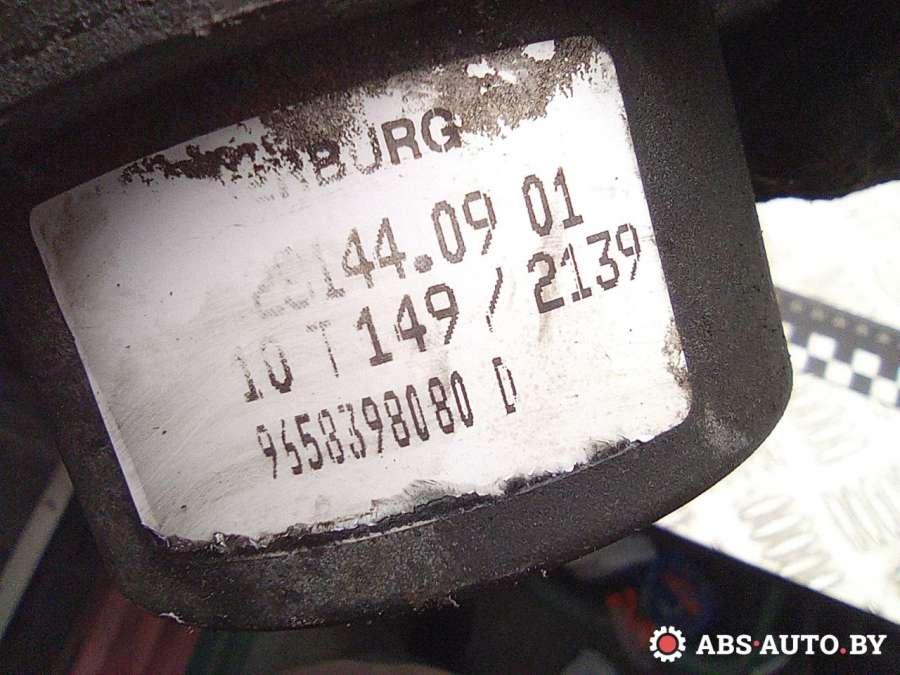 BURG
144.09 01
10 T 149 / 2139
9658398080 D
ABS-AUTO.BY